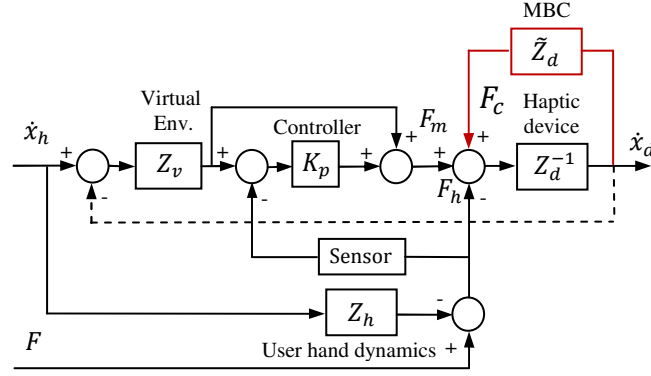 MBC
Z̃_d
Virtual
Env.
F_c
Haptic
device
ẋ_h
Controller
F_m
ẋ_d
+
+
+
+
+
+
Z_v
K_p
Z_d^{-1}
-
-
F_h
-
Sensor
Z_h
-
F
User hand dynamics
+